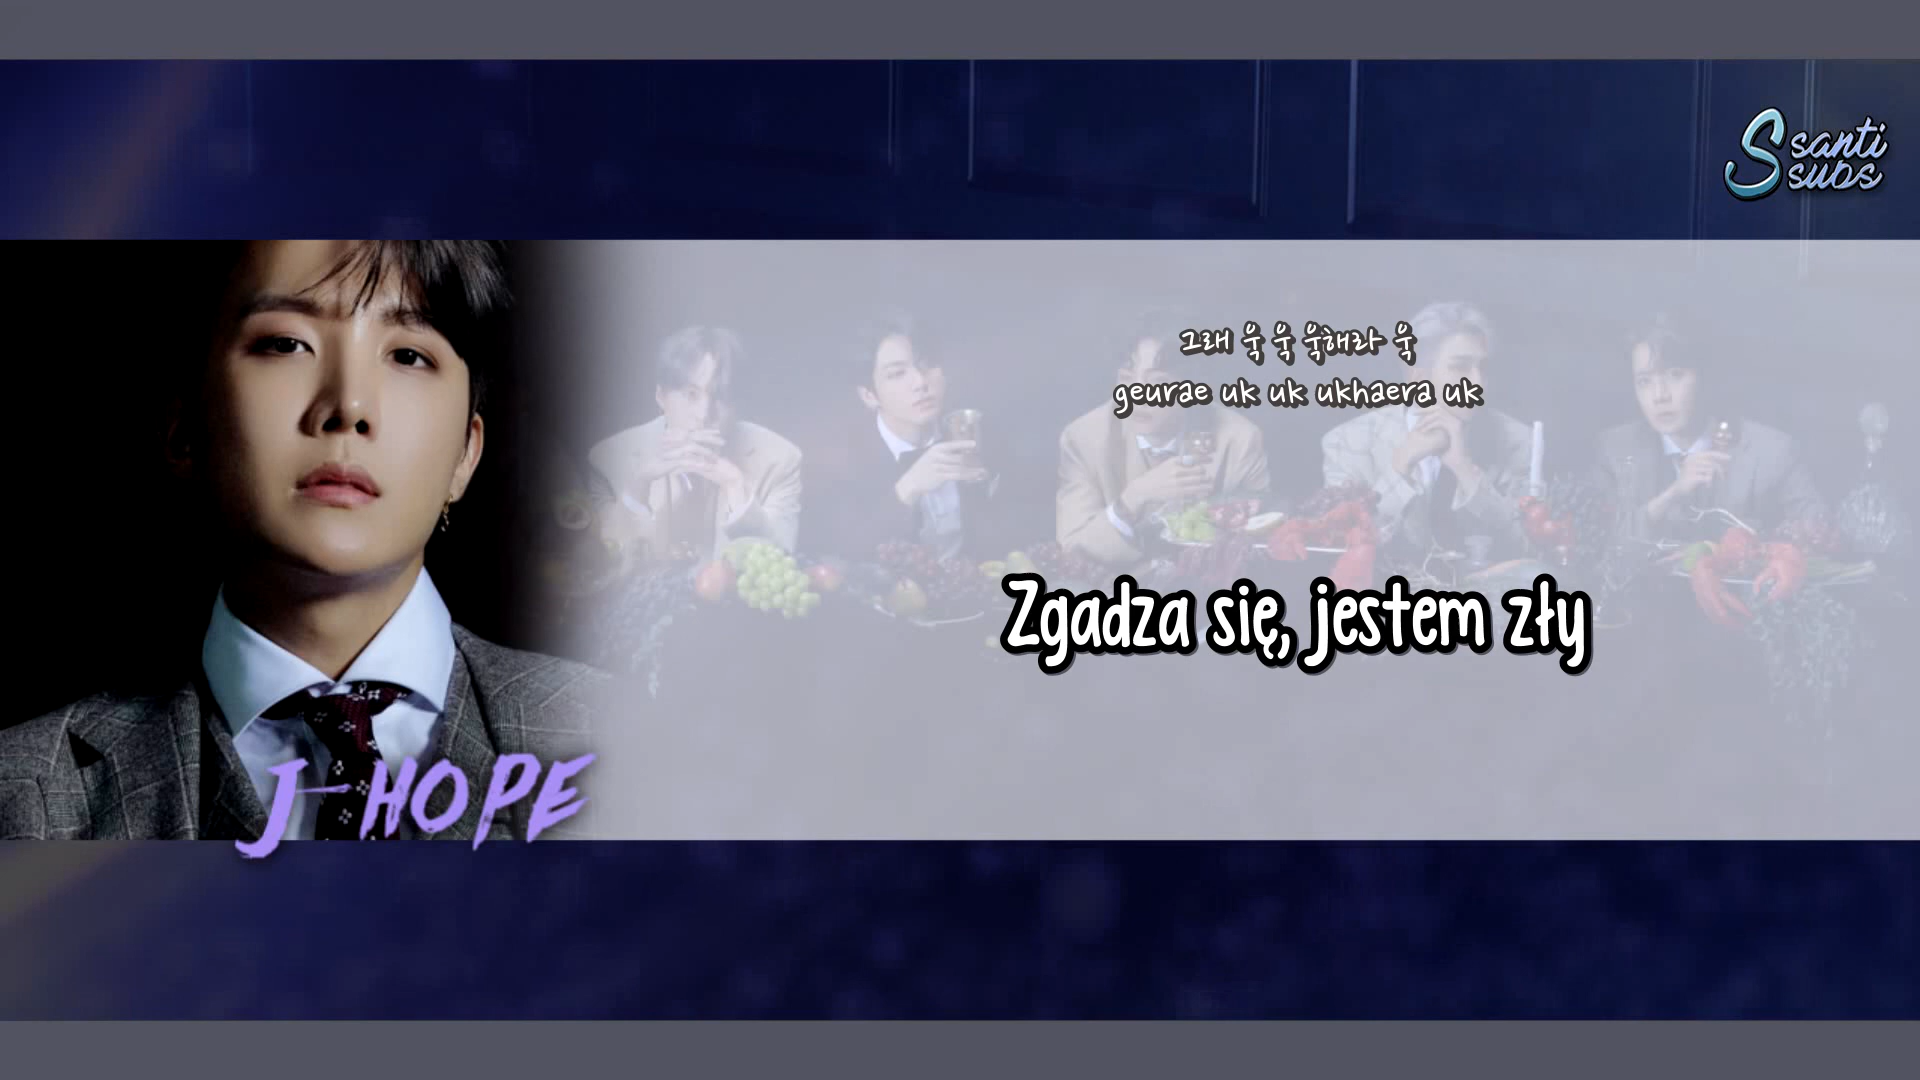 santi
subs
그래 욱 욱 욱해라 욱
geurae uk uk ukhaera uk
Zgadza się, jestem zły
J-HOPE